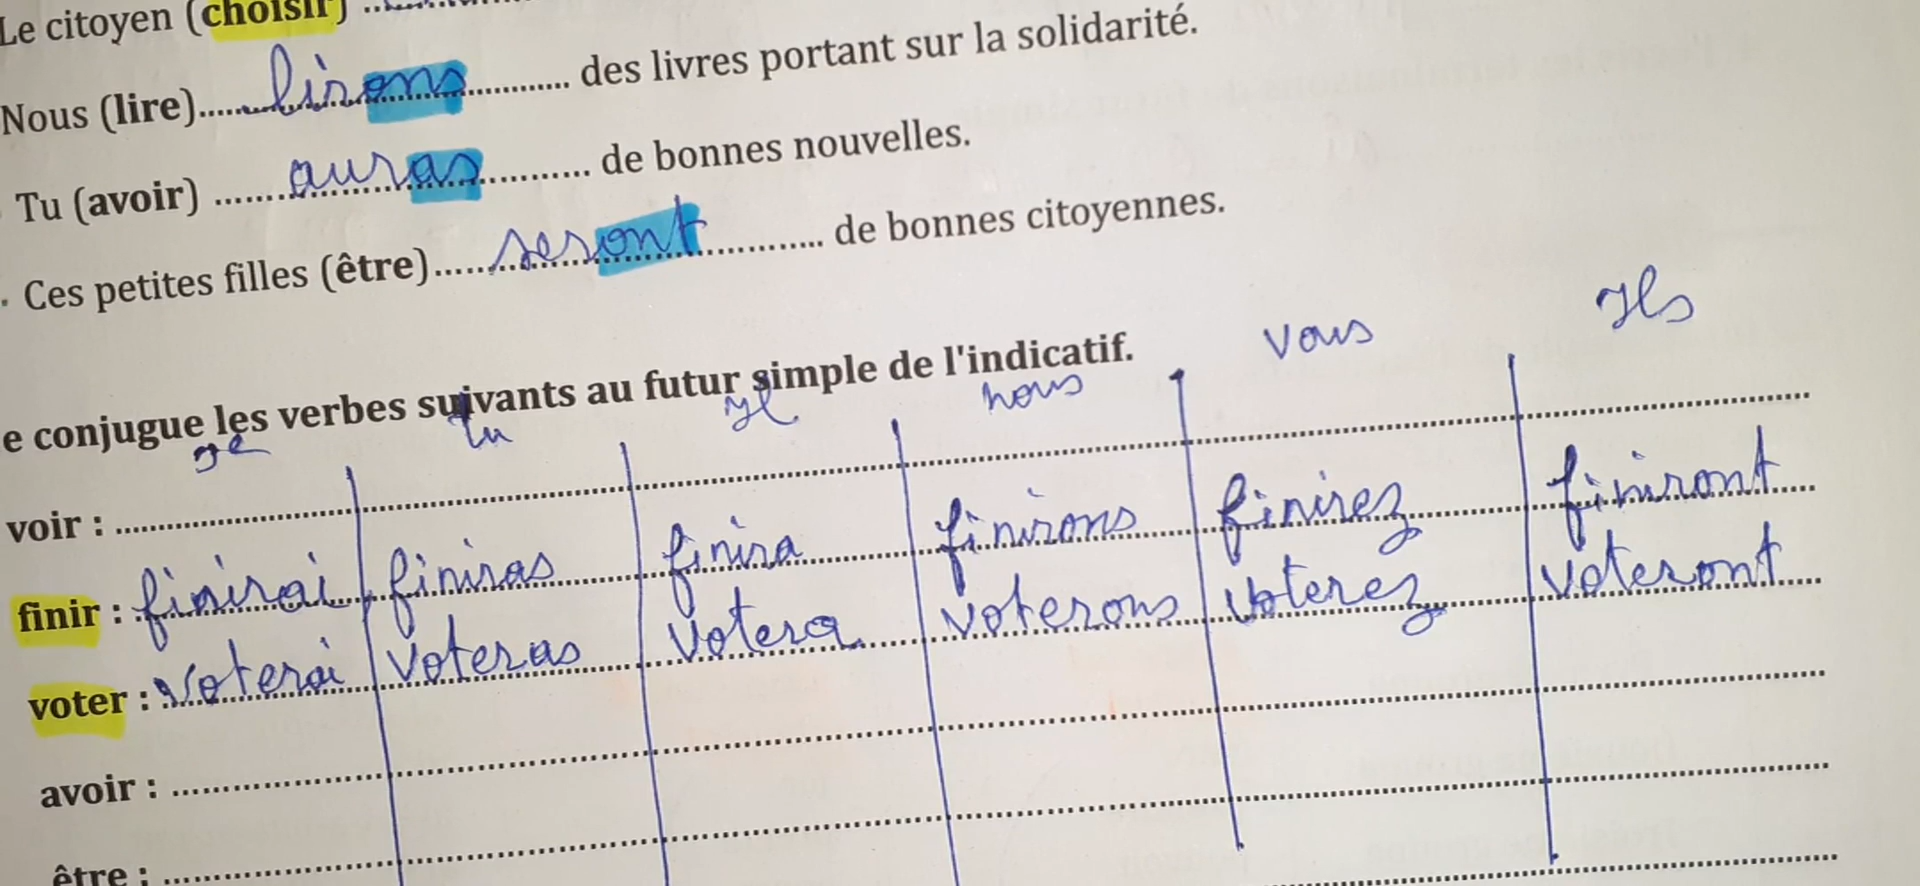 Le citoyen (choisir) ........
Nous (lire).....lirons.......... des livres portant sur la solidarité.
Tu (avoir) ......auras.......... de bonnes nouvelles.
. Ces petites filles (être).....seront.......... de bonnes citoyennes.
e conjugue les verbes suivants au futur simple de l'indicatif.
je tu Il nous vous Ils
voir : ........
finir : finirai finiras finira finirons finirez finiront
voter : voterai voteras votera voterons voterez voteront
avoir : ........
être : ........